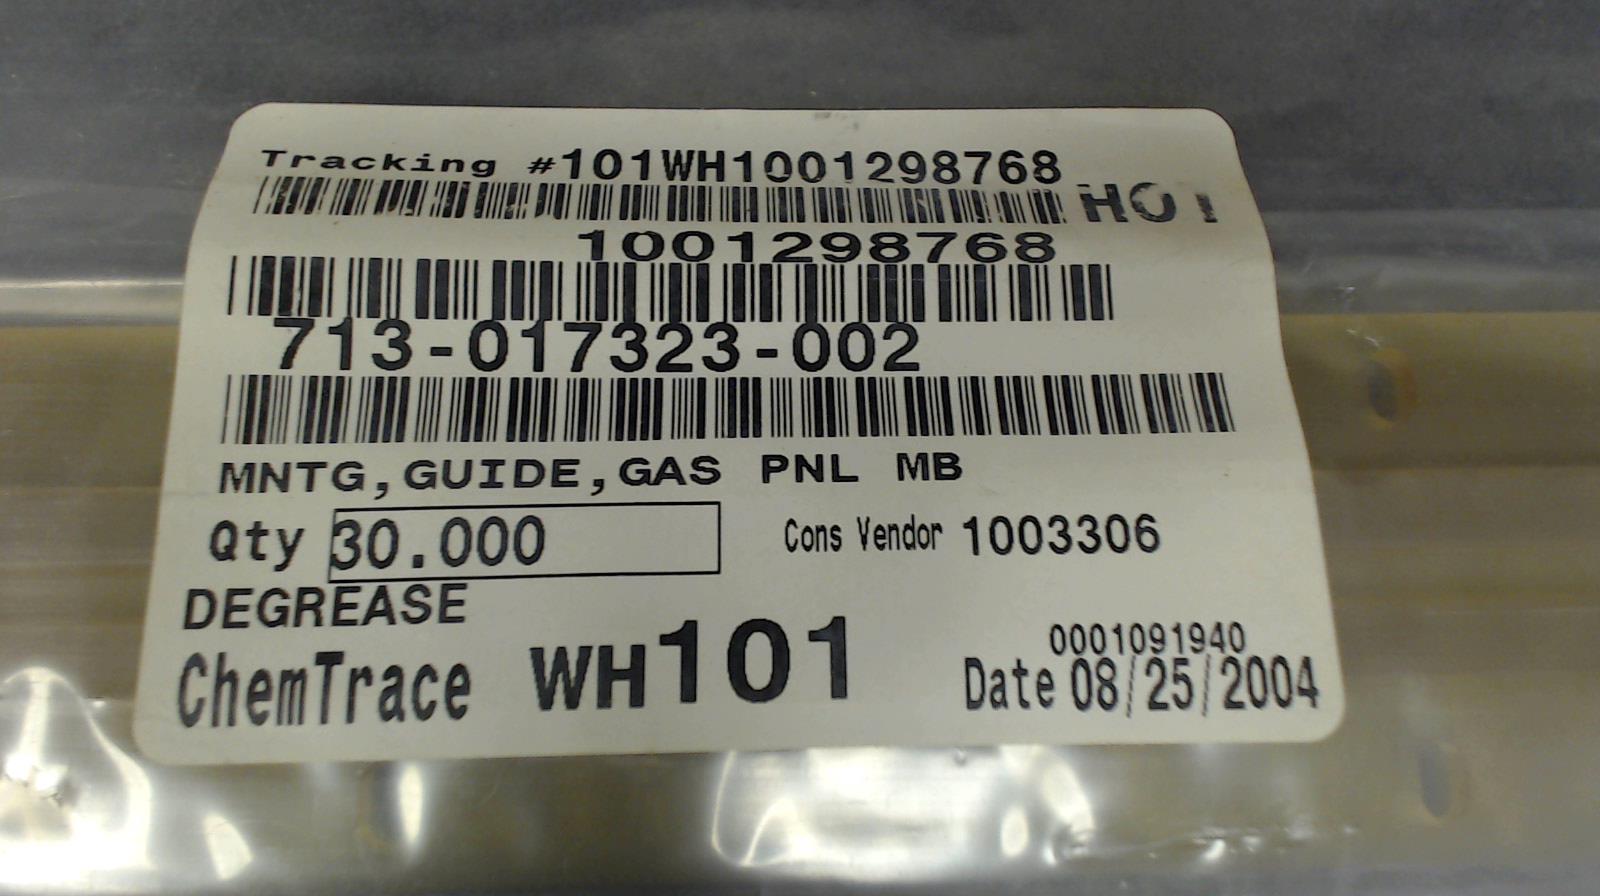 Tracking #101WH1001298768
HOT
1001298768
713-017323-002
MNTG,GUIDE,GAS PNL MB
Qty 30.000 Cons Vendor 1003306
DEGREASE
0001091940
ChemTrace WH101 Date 08/25/2004